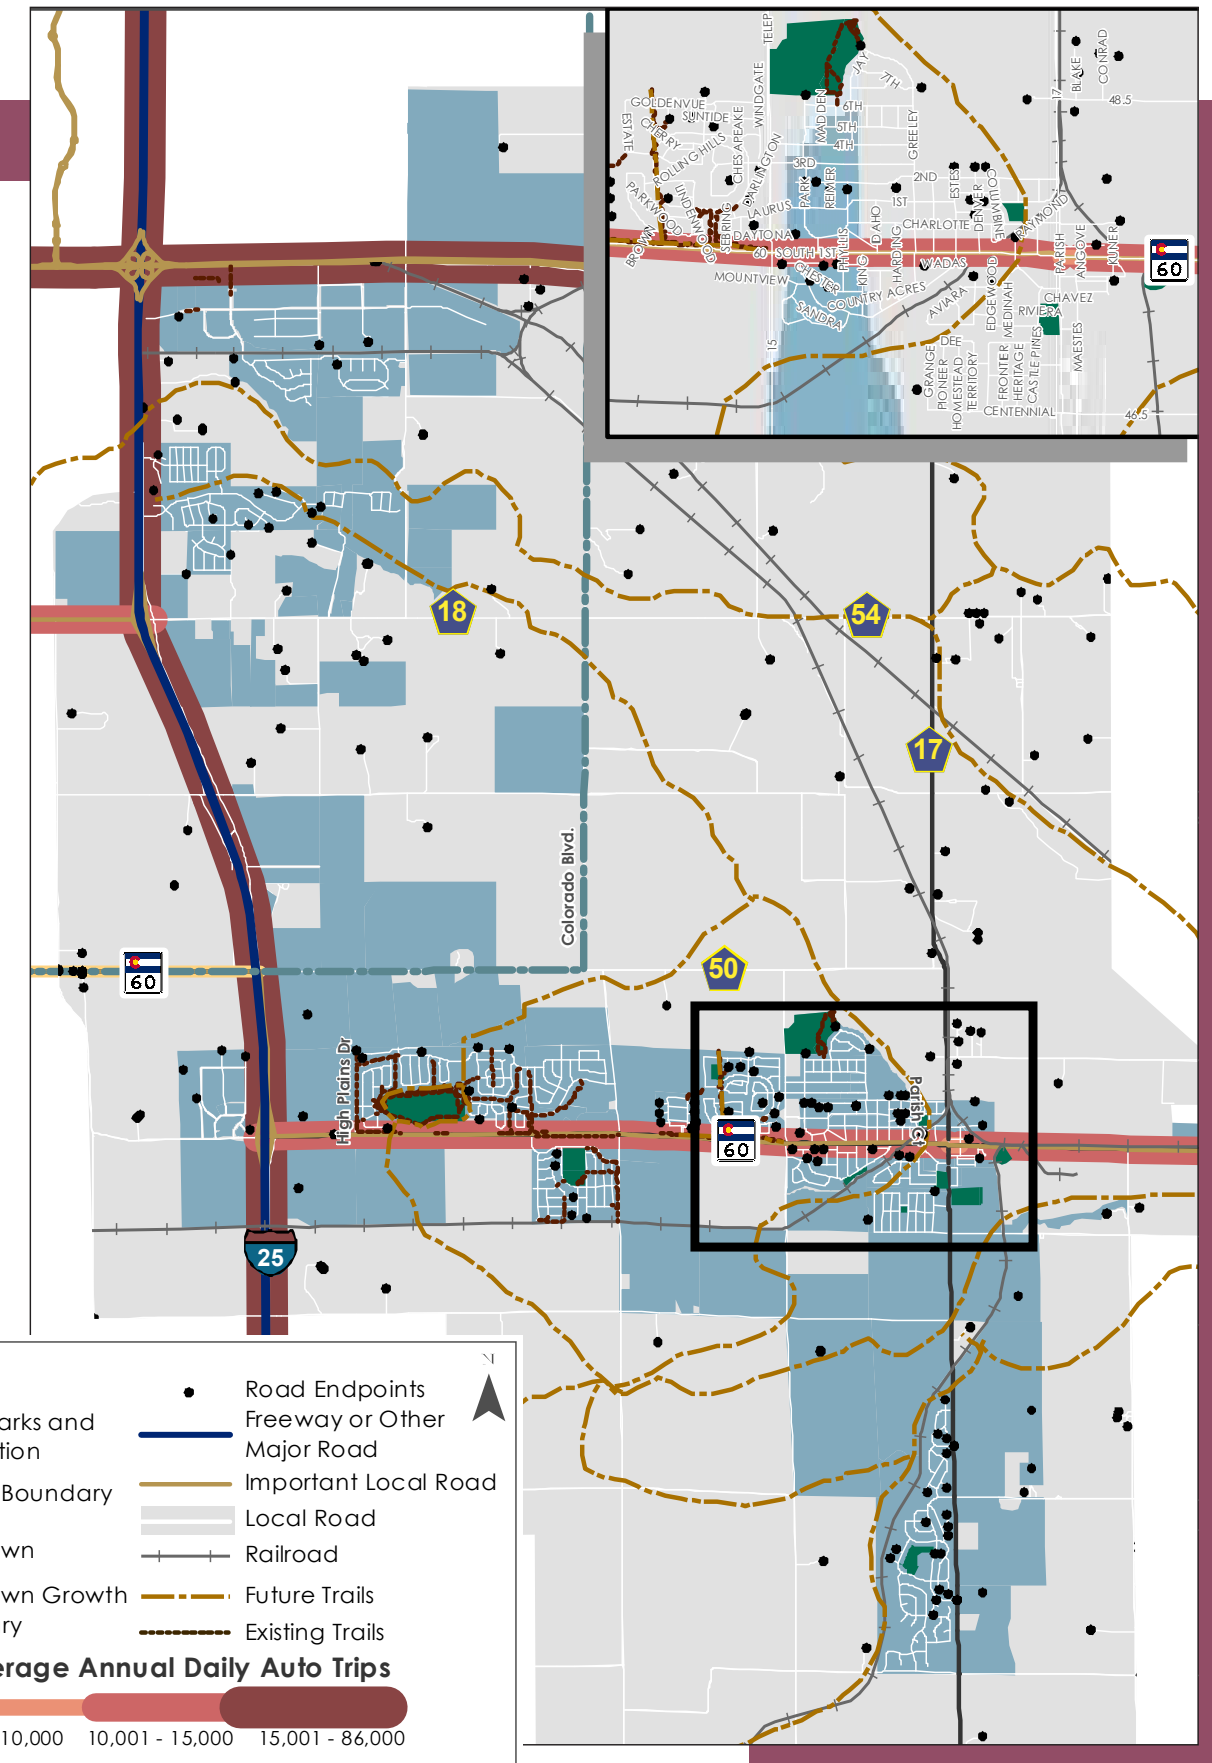 TELEP
WINDGATE
JAY
7TH
17
BLAKE
CONRAD
48.5
GOLDENVUE
SUNTIDE
ESTATE
CHERRY
ROLLING HILLS
CHESAPEAKE
DARLINGTON
MADDEN
6TH
5TH
4TH
GREELEY
3RD
2ND
1ST
PARK
REIMER
ESTES
DENVER
COLUMBINE
RAYMOND
PARKWOOD
LINDENWOOD
SEBRING
LAURUS
DAYTONA
BROWN
60
SOUTH 1ST
PHYLLIS
KING
IDAHO
HARDING
CHARLOTTE
WADAS
PARISH
ANGOVE
KUNER
60
MOUNTVIEW
CHESTER
COUNTRY ACRES
SANDRA
AVIARA
EDGEWOOD
MEDINAH
CHAVEZ
RIVIERA
MAESTES
15
DEE
GRANGE
PIONEER
HOMESTEAD
TERRITORY
FRONTIER
HERITAGE
CASTLE PINES
CENTENNIAL
46.5
18
54
17
Colorado Blvd.
60
50
High Plains Dr
Parish Ct
60
25
N
Road Endpoints
Freeway or Other
Major Road
Important Local Road
Local Road
Railroad
Future Trails
Existing Trails
arks and
tion
Boundary
wn
wn Growth
ry
erage Annual Daily Auto Trips
10,000
10,001 - 15,000
15,001 - 86,000